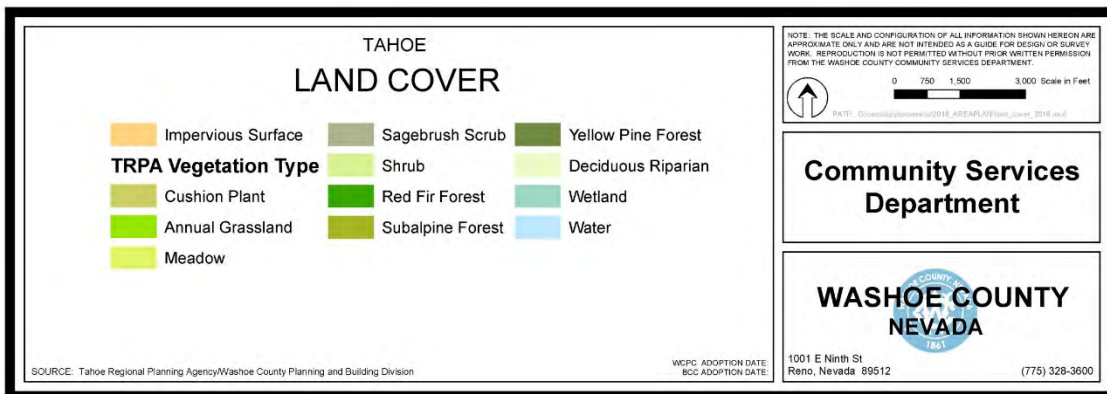 TAHOE
LAND COVER
Impervious Surface
TRPA Vegetation Type
Cushion Plant
Annual Grassland
Meadow
Sagebrush Scrub
Shrub
Red Fir Forest
Subalpine Forest
Yellow Pine Forest
Deciduous Riparian
Wetland
Water
SOURCE: Tahoe Regional Planning Agency/Washoe County Planning and Building Division
WCPC ADOPTION DATE:
BCC ADOPTION DATE:
NOTE: THE SCALE AND CONFIGURATION OF ALL INFORMATION SHOWN HEREON ARE
APPROXIMATE ONLY AND ARE NOT INTENDED AS A GUIDE FOR DESIGN OR SURVEY
WORK. REPRODUCTION IS NOT PERMITTED WITHOUT PRIOR WRITTEN PERMISSION
FROM THE WASHOE COUNTY COMMUNITY SERVICES DEPARTMENT.
0 750 1,500 3,000 Scale in Feet
PATH:
Community Services
Department
WASHOE COUNTY
NEVADA
1861
1001 E Ninth St
Reno, Nevada 89512
(775) 328-3600